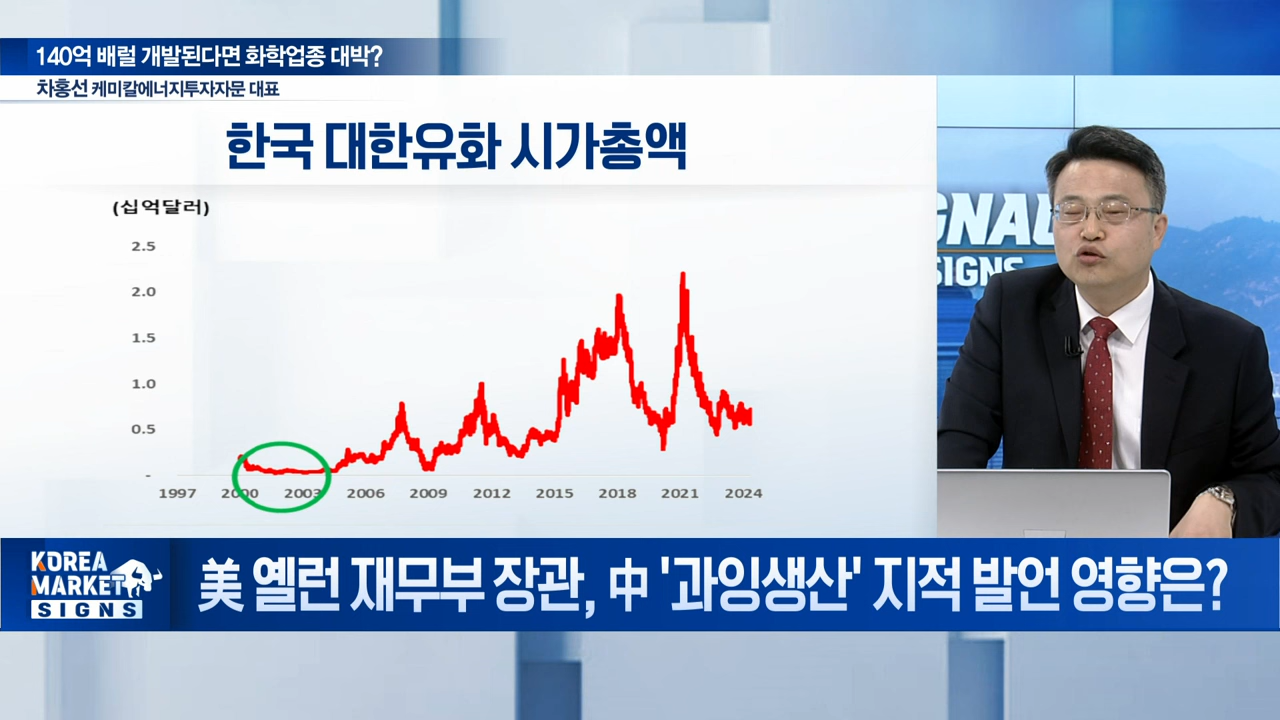 140억 배럴 개발된다면 화학업종 대박?
차홍선 케미칼에너지투자자문 대표
한국 대한유화 시가총액
(십억달러)
2.5
2.0
1.5
1.0
0.5
-
1997 2000 2003 2006 2009 2012 2015 2018 2021 2024
GNAL
SIGNS
KOREA
MARKET
SIGNS
美 옐런 재무부 장관, 中 '과잉생산' 지적 발언 영향은?